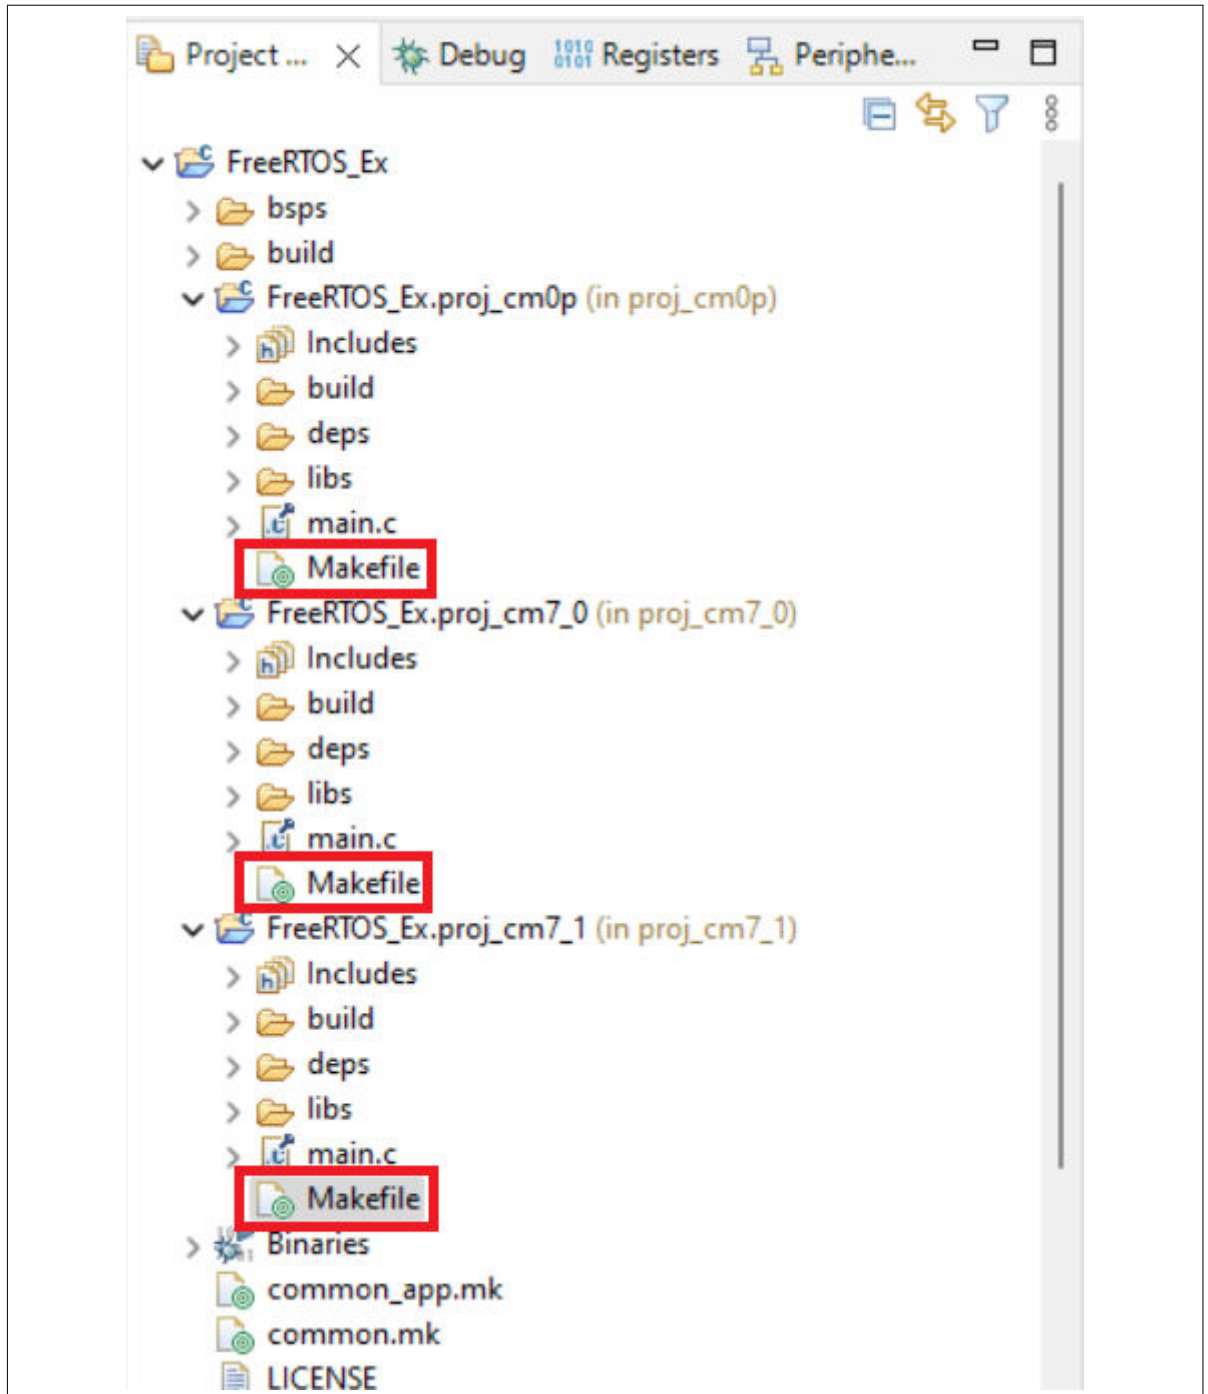 Project ... Debug Registers Periphe...
FreeRTOS_Ex
bsps
build
FreeRTOS_Ex.proj_cm0p (in proj_cm0p)
Includes
build
deps
libs
main.c
Makefile
FreeRTOS_Ex.proj_cm7_0 (in proj_cm7_0)
Includes
build
deps
libs
main.c
Makefile
FreeRTOS_Ex.proj_cm7_1 (in proj_cm7_1)
Includes
build
deps
libs
main.c
Makefile
Binaries
common_app.mk
common.mk
LICENSE